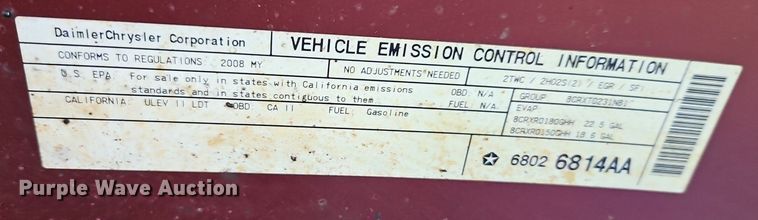 DaimlerChrysler Corporation
VEHICLE EMISSION CONTROL INFORMATION
CONFORMS TO REGULATIONS 2008 MY
NO ADJUSTMENTS NEEDED
2TWC / 2HO2S(2) / EGR / SFI
U.S. EPA: For sale only in states with California emissions standards and in states contiguous to them
OBD: N/A
FUEL: N/A
CALIFORNIA: ULEV II LDT OBD: CA II FUEL: Gasoline
GROUP: 8CRXT0231NB1
EVAP
8CRXR0180GHH 22.5 GAL
8CRXR0150GHH 18.6 GAL
6802 6814AA
Purple Wave Auction